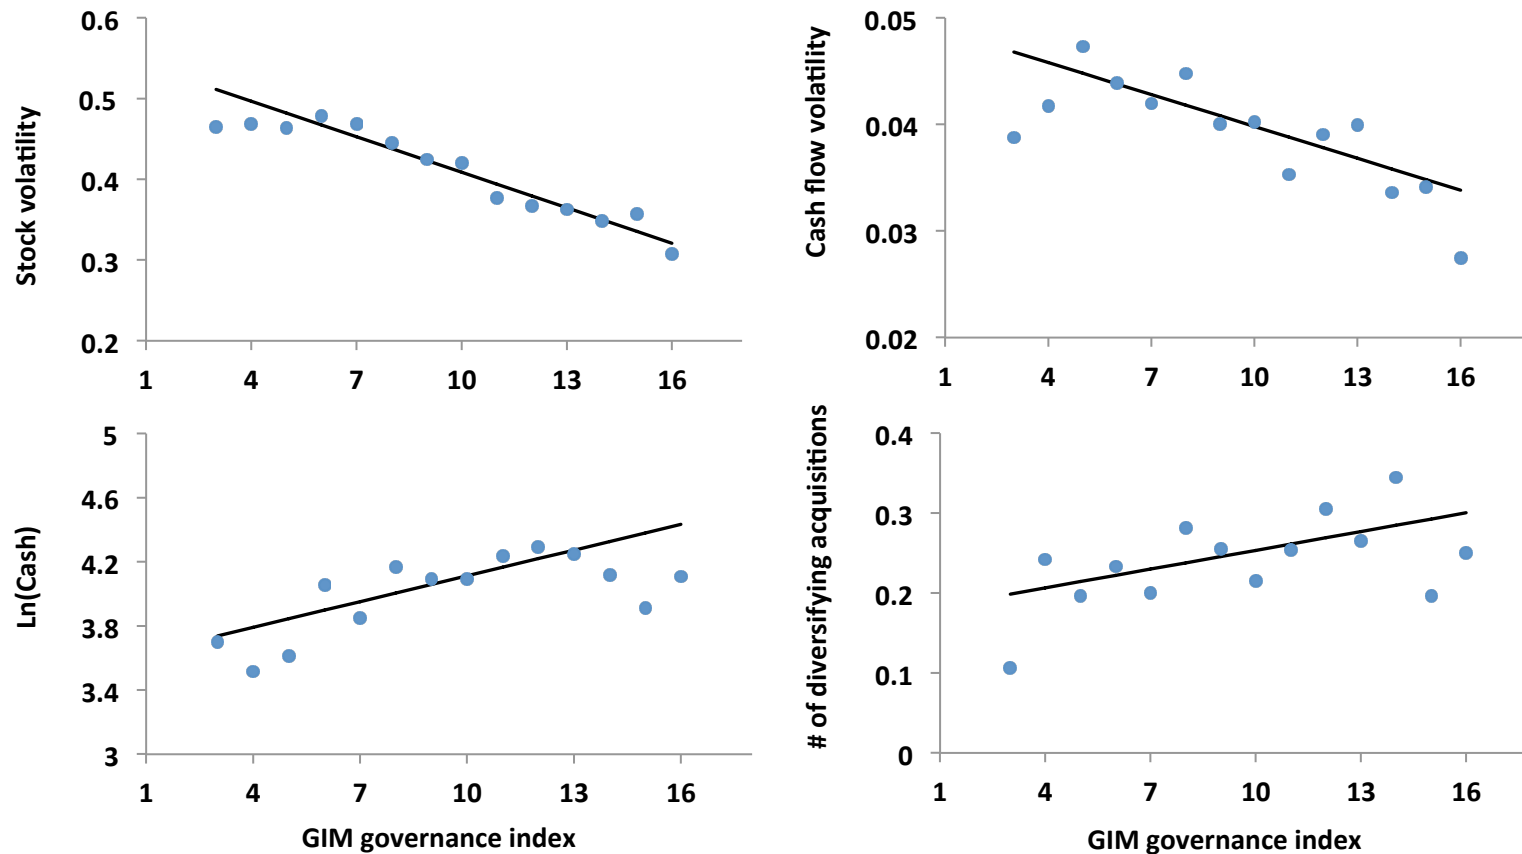 Stock volatility
0.6
0.5
0.4
0.3
0.2
1 4 7 10 13 16
Cash flow volatility
0.05
0.04
0.03
0.02
1 4 7 10 13 16
Ln(Cash)
5
4.6
4.2
3.8
3.4
3
1 4 7 10 13 16
GIM governance index
# of diversifying acquisitions
0.4
0.3
0.2
0.1
0
1 4 7 10 13 16
GIM governance index